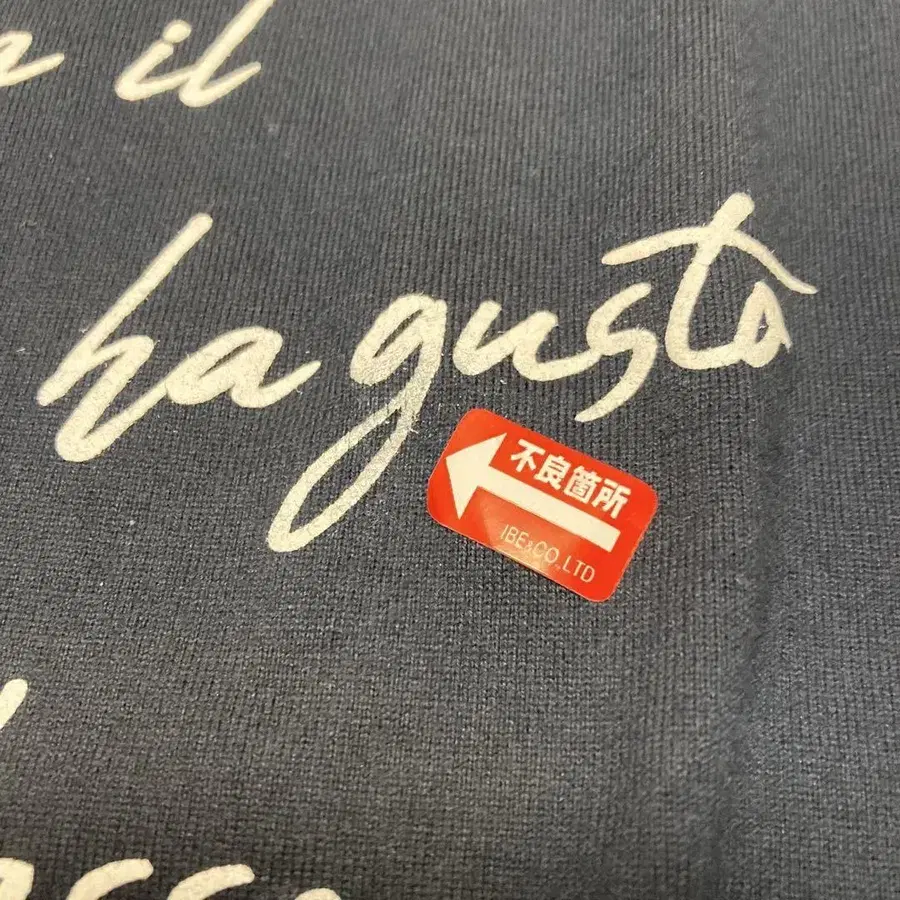 il
ha gusto
不良箇所
IBE&CO.,LTD